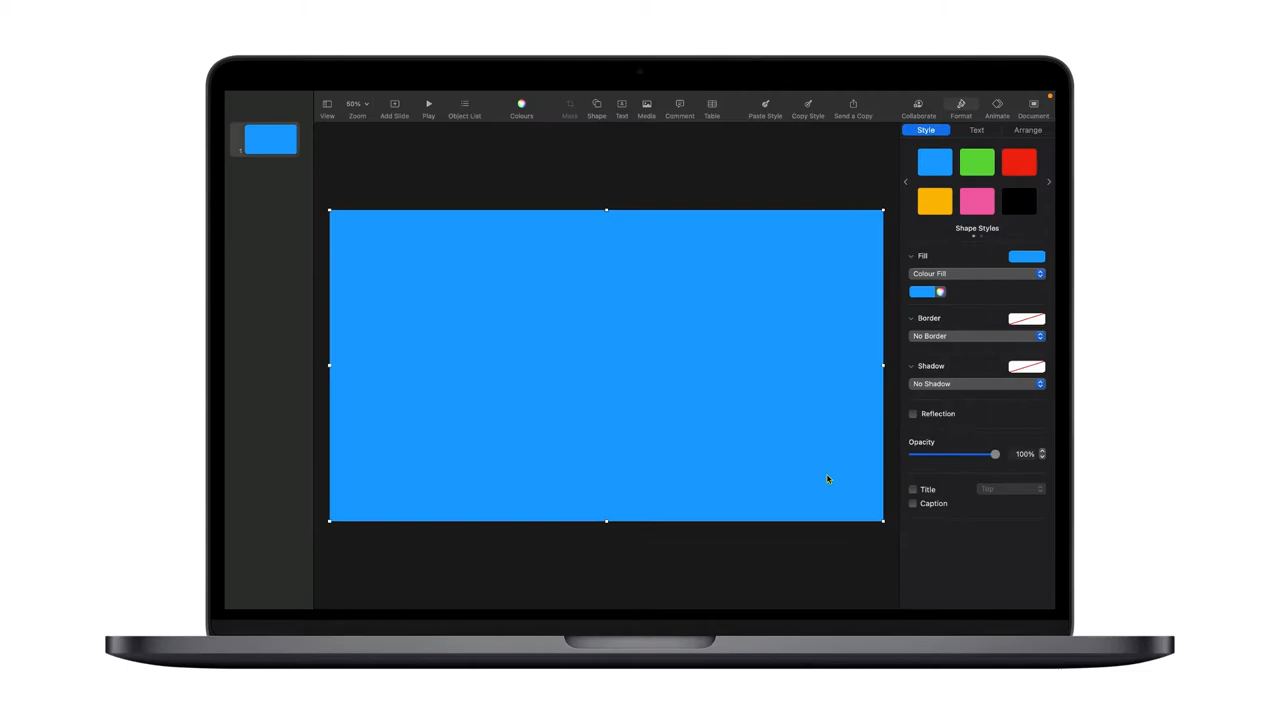 50%
View Zoom Add Slide Play Object List Colours Mask Shape Text Media Comment Table Paste Style Copy Style Send a Copy Collaborate Format Animate Document
Style Text Arrange
1
Shape Styles
Fill
Colour Fill
Border
No Border
Shadow
No Shadow
Reflection
Opacity
100%
Title Top
Caption